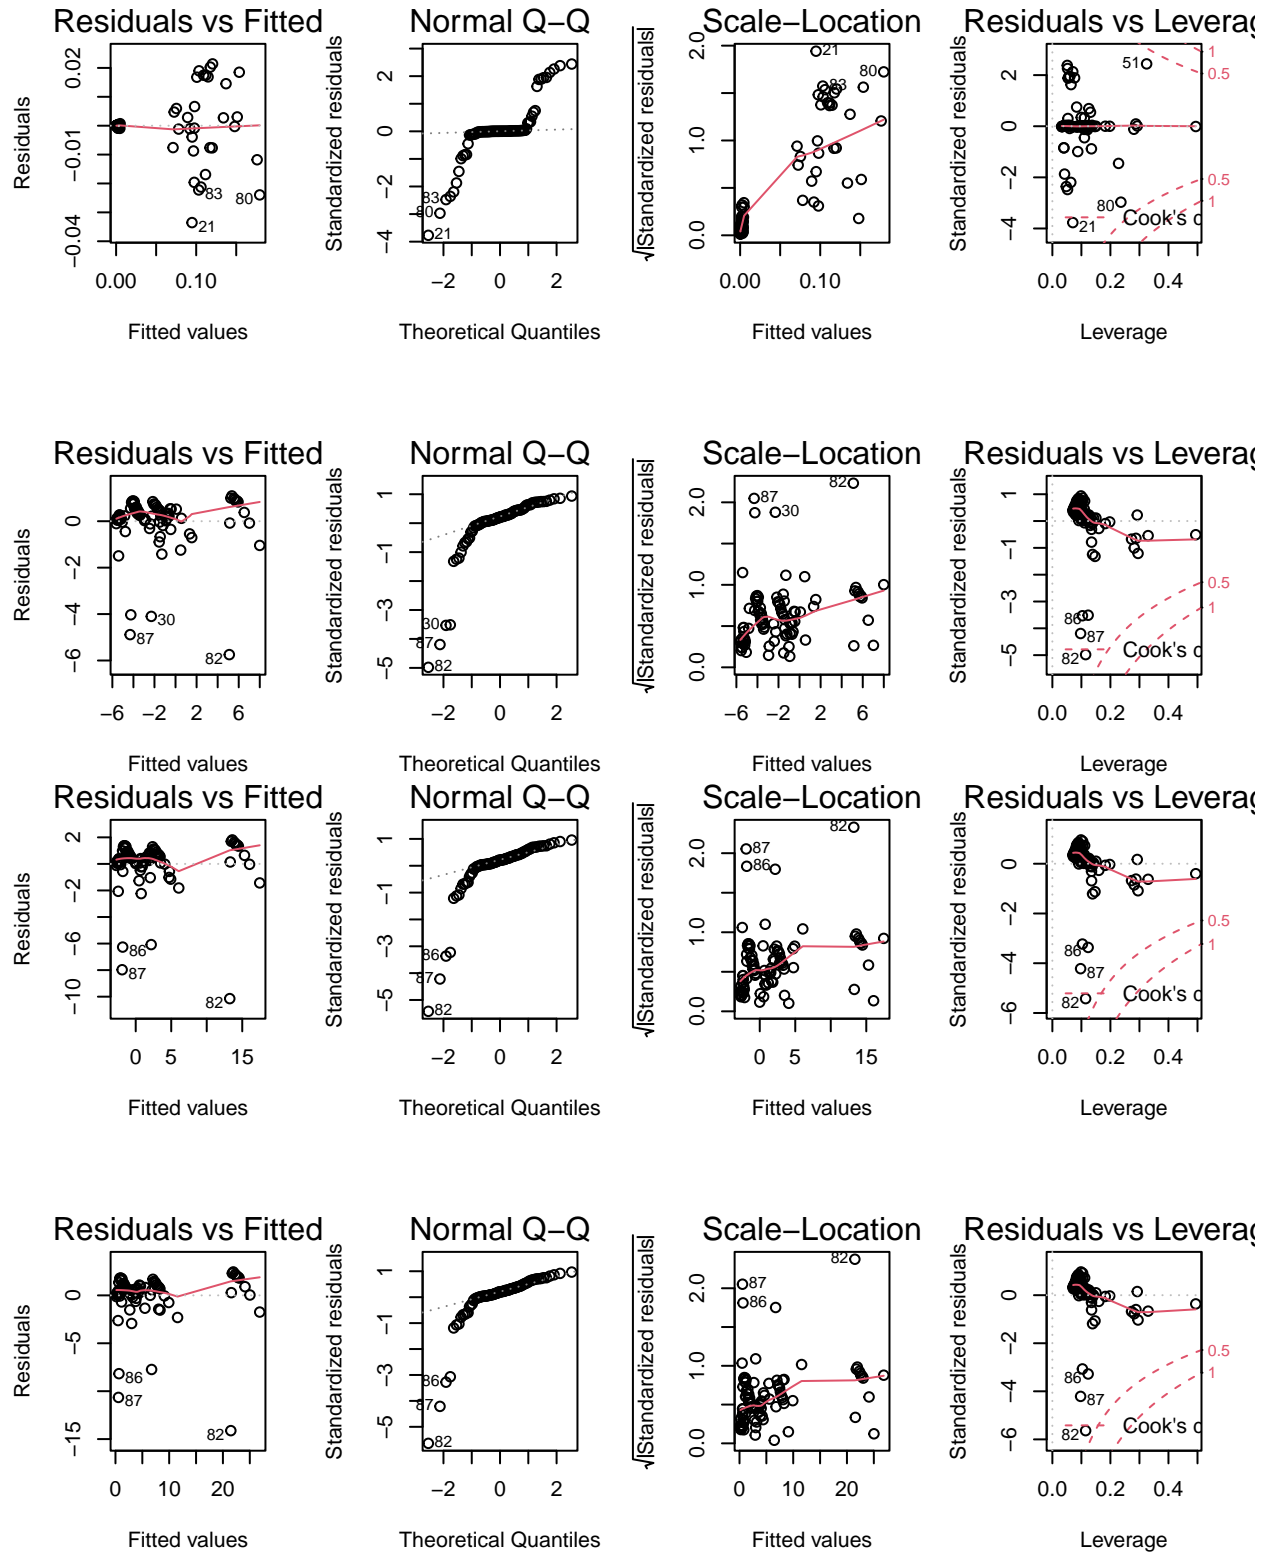 Residuals vs Fitted
Residuals
0.02
−0.01
−0.04
83
80
21
0.00 0.10
Fitted values
Normal Q−Q
Standardized residuals
2
0
−2
−4
83
80
21
−2 0 2
Theoretical Quantiles
Scale−Location
√|Standardized residuals|
2.0
1.0
0.0
21
80
83
0.00 0.10
Fitted values
Residuals vs Leverag
Standardized residuals
2
0
−2
−4
51
80
21
1
0.5
0.5
1
Cook's d
0.0 0.2 0.4
Leverage
Residuals vs Fitted
Residuals
0
−2
−4
−6
30
87
82
−6 −2 2 6
Fitted values
Normal Q−Q
Standardized residuals
1
−1
−3
−5
30
87
82
−2 0 2
Theoretical Quantiles
Scale−Location
√|Standardized residuals|
2.0
1.0
0.0
82
87
30
−6 −2 2 6
Fitted values
Residuals vs Leverag
Standardized residuals
1
−1
−3
−5
86
87
82
0.5
1
Cook's d
0.0 0.2 0.4
Leverage
Residuals vs Fitted
Residuals
2
−2
−6
−10
86
87
82
0 5 15
Fitted values
Normal Q−Q
Standardized residuals
1
−1
−3
−5
86
87
82
−2 0 2
Theoretical Quantiles
Scale−Location
√|Standardized residuals|
2.0
1.0
0.0
82
87
86
0 5 15
Fitted values
Residuals vs Leverag
Standardized residuals
0
−2
−4
−6
86
87
82
0.5
1
Cook's d
0.0 0.2 0.4
Leverage
Residuals vs Fitted
Residuals
0
−5
−15
86
87
82
0 10 20
Fitted values
Normal Q−Q
Standardized residuals
1
−1
−3
−5
86
87
82
−2 0 2
Theoretical Quantiles
Scale−Location
√|Standardized residuals|
2.0
1.0
0.0
82
87
86
0 10 20
Fitted values
Residuals vs Leverag
Standardized residuals
0
−2
−4
−6
86
87
82
0.5
1
Cook's d
0.0 0.2 0.4
Leverage